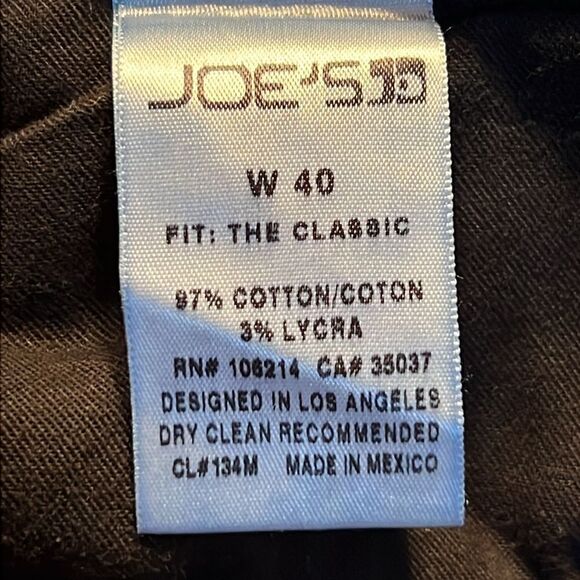 JOE'S
W 40
FIT: THE CLASSIC
97% COTTON/COTON
3% LYCRA
RN# 106214 CA# 35037
DESIGNED IN LOS ANGELES
DRY CLEAN RECOMMENDED
CL#134M MADE IN MEXICO